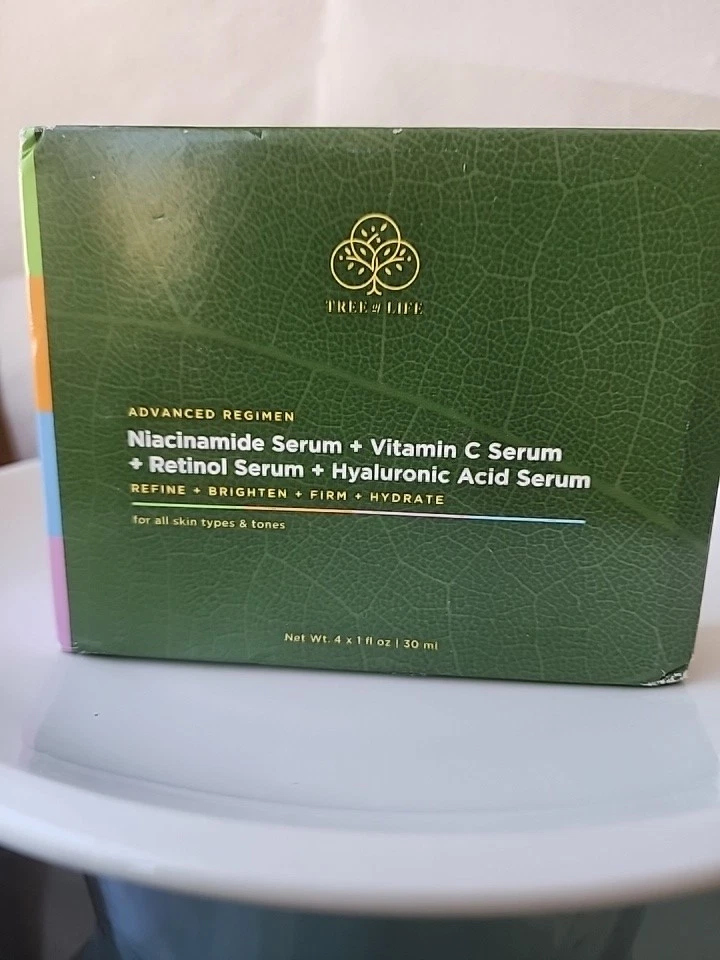 TREE of LIFE
ADVANCED REGIMEN
Niacinamide Serum + Vitamin C Serum
+ Retinol Serum + Hyaluronic Acid Serum
REFINE + BRIGHTEN + FIRM + HYDRATE
for all skin types & tones
Net Wt. 4 x 1 fl oz | 30 ml